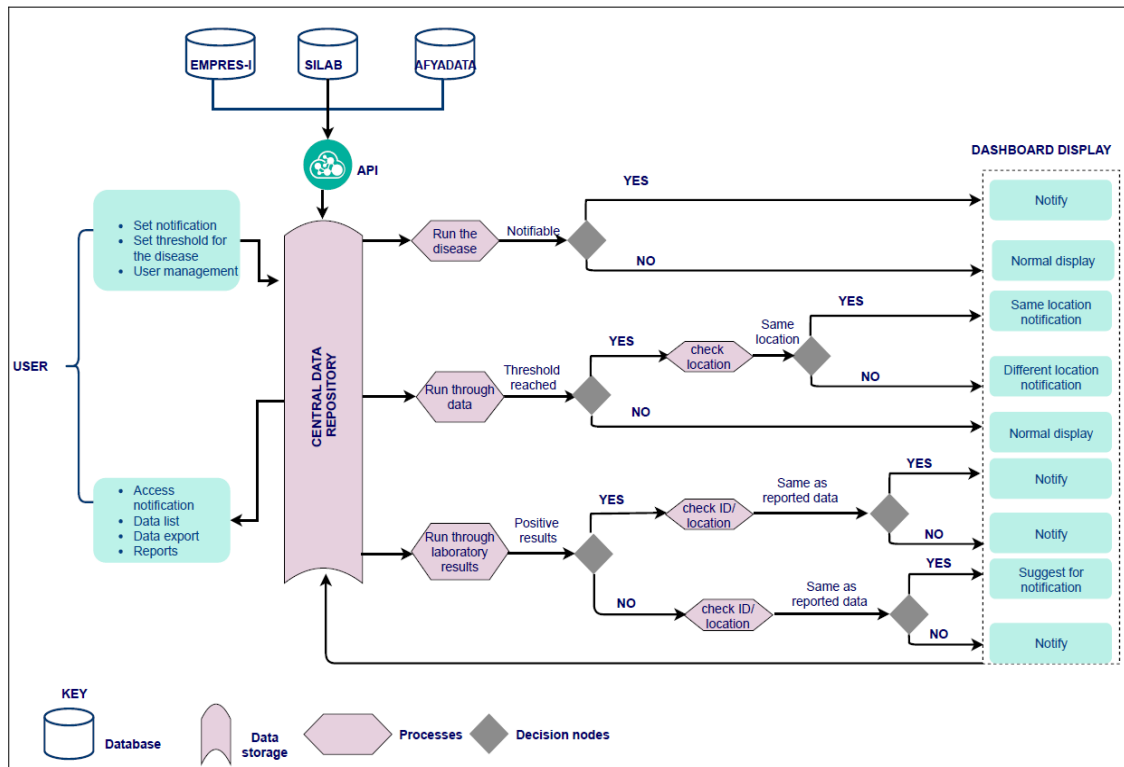 EMPRES-I
SILAB
AFYADATA
API
DASHBOARD DISPLAY
USER
• Set notification
• Set threshold for
the disease
• User management
• Access
notification
• Data list
• Data export
• Reports
CENTRAL DATA
REPOSITORY
Run the
disease
Notifiable
YES
NO
Notify
Normal display
Run through
data
Threshold
reached
YES
NO
check
location
Same
location
YES
NO
Same location
notification
Different location
notification
Normal display
Run through
laboratory
results
Positive
results
YES
check ID/
location
Same as
reported data
YES
NO
Notify
Notify
NO
check ID/
location
Same as
reported data
YES
NO
Suggest for
notification
Notify
KEY
Database
Data
storage
Processes
Decision nodes